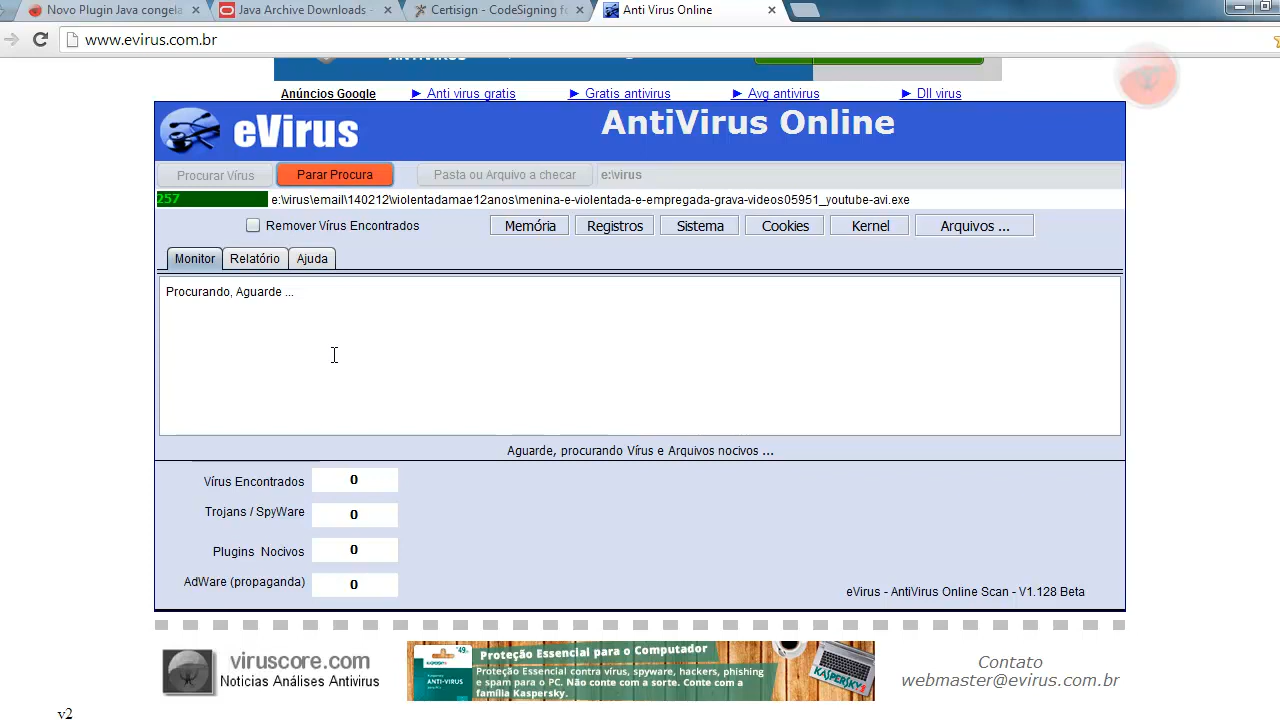 Novo Plugin Java congela
Java Archive Downloads -
Certisign - CodeSigning fo
Anti Virus Online
www.evirus.com.br
Anúncios Google
► Anti virus gratis
► Gratis antivirus
► Avg antivirus
► Dll virus
eVirus
AntiVirus Online
Procurar Vírus
Parar Procura
Pasta ou Arquivo a checar
e:\virus
257
e:\virus\email\140212\violentadamae12anos\menina-e-violentada-e-empregada-grava-videos05951_youtube-avi.exe
Remover Vírus Encontrados
Memória
Registros
Sistema
Cookies
Kernel
Arquivos ...
Monitor
Relatório
Ajuda
Procurando, Aguarde ...
Aguarde, procurando Vírus e Arquivos nocivos ...
Vírus Encontrados 0
Trojans / SpyWare 0
Plugins Nocivos 0
AdWare (propaganda) 0
eVirus - AntiVirus Online Scan - V1.128 Beta
viruscore.com
Noticias Análises Antivirus
Proteção Essencial para o Computador
Proteção Essencial contra vírus, spyware, hackers, phishing
e spam para o PC. Não conte com a sorte. Conte com a
família Kaspersky.
KASPERSKY
Contato
webmaster@evirus.com.br
v2